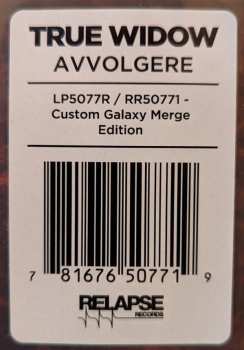 TRUE WIDOW
AVVOLGERE
LP5077R / RR50771 -
Custom Galaxy Merge
Edition
7 81676 50771 9
RELAPSE
RECORDS